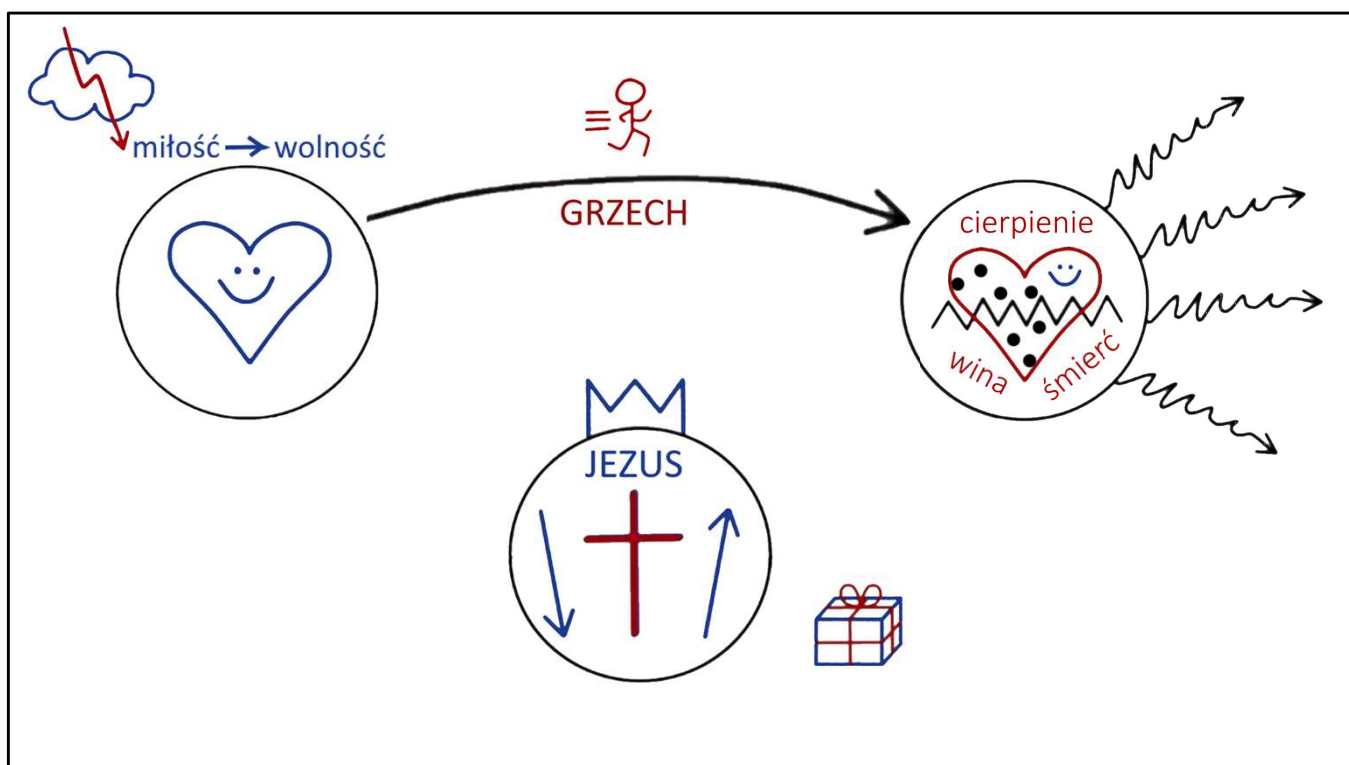 miłość → wolność
GRZECH
cierpienie
wina
śmierć
JEZUS